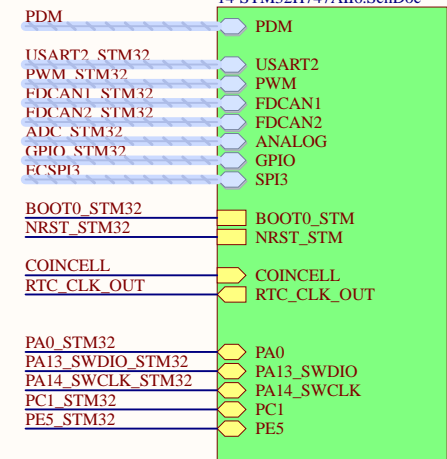 PDM
PDM
USART2_STM32
USART2
PWM_STM32
PWM
FDCAN1_STM32
FDCAN1
FDCAN2_STM32
FDCAN2
ADC_STM32
ANALOG
GPIO_STM32
GPIO
ECSPI3
SPI3
BOOT0_STM32
BOOT0_STM
NRST_STM32
NRST_STM
COINCELL
COINCELL
RTC_CLK_OUT
RTC_CLK_OUT
PA0_STM32
PA0
PA13_SWDIO_STM32
PA13_SWDIO
PA14_SWCLK_STM32
PA14_SWCLK
PC1_STM32
PC1
PE5_STM32
PE5